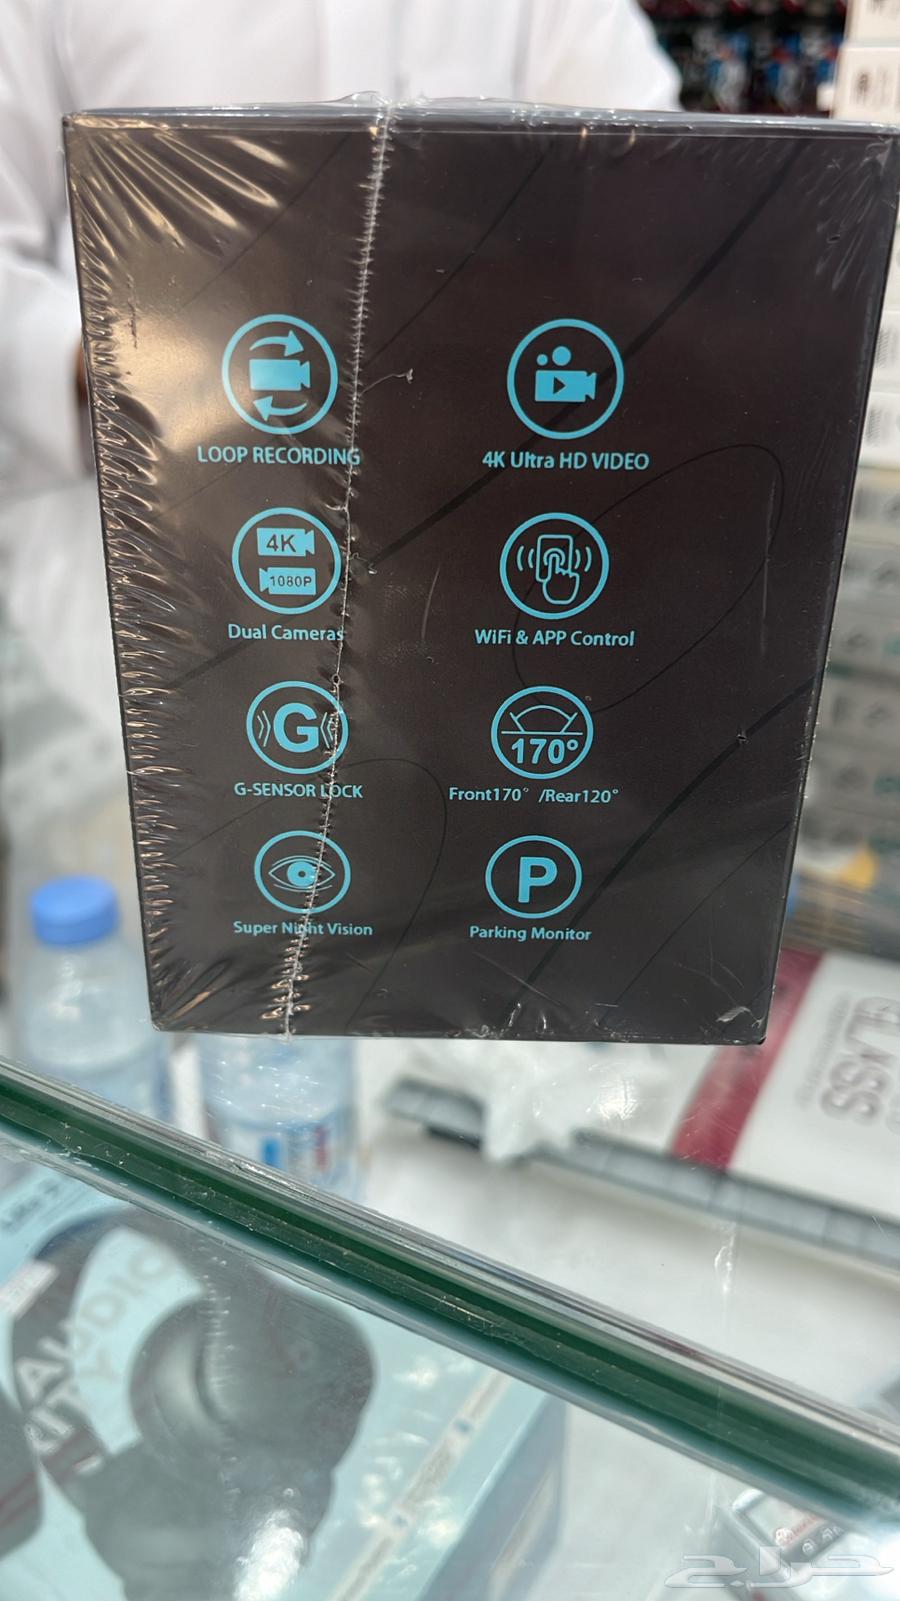 LOOP RECORDING
4K Ultra HD VIDEO
4K
1080P
Dual Cameras
WiFi & APP Control
G
G-SENSOR LOCK
170°
Front170° /Rear120°
Super Night Vision
P
Parking Monitor
AUDIO
حراج